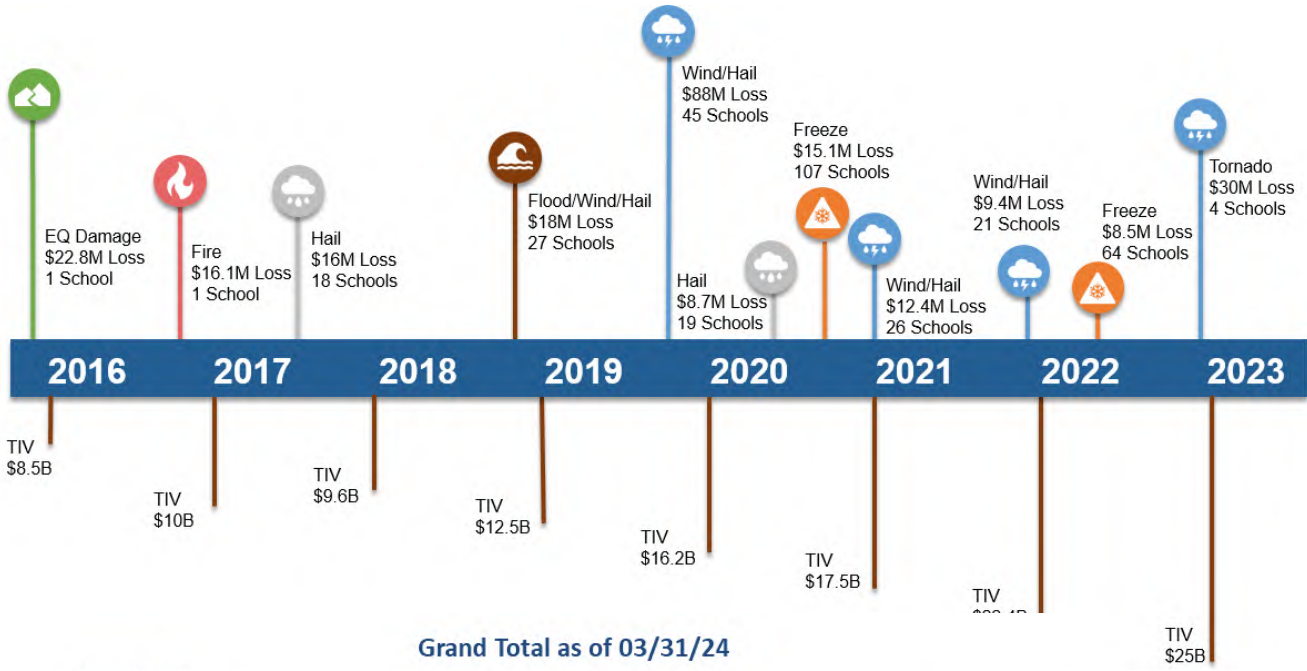 Wind/Hail
$88M Loss
45 Schools
Freeze
$15.1M Loss
107 Schools
Tornado
$30M Loss
4 Schools
Wind/Hail
$9.4M Loss
21 Schools
Flood/Wind/Hail
$18M Loss
27 Schools
Freeze
$8.5M Loss
64 Schools
EQ Damage
$22.8M Loss
1 School
Fire
$16.1M Loss
1 School
Hail
$16M Loss
18 Schools
Hail
$8.7M Loss
19 Schools
Wind/Hail
$12.4M Loss
26 Schools
2016 2017 2018 2019 2020 2021 2022 2023
TIV
$8.5B
TIV
$10B
TIV
$9.6B
TIV
$12.5B
TIV
$16.2B
TIV
$17.5B
TIV
TIV
$25B
Grand Total as of 03/31/24